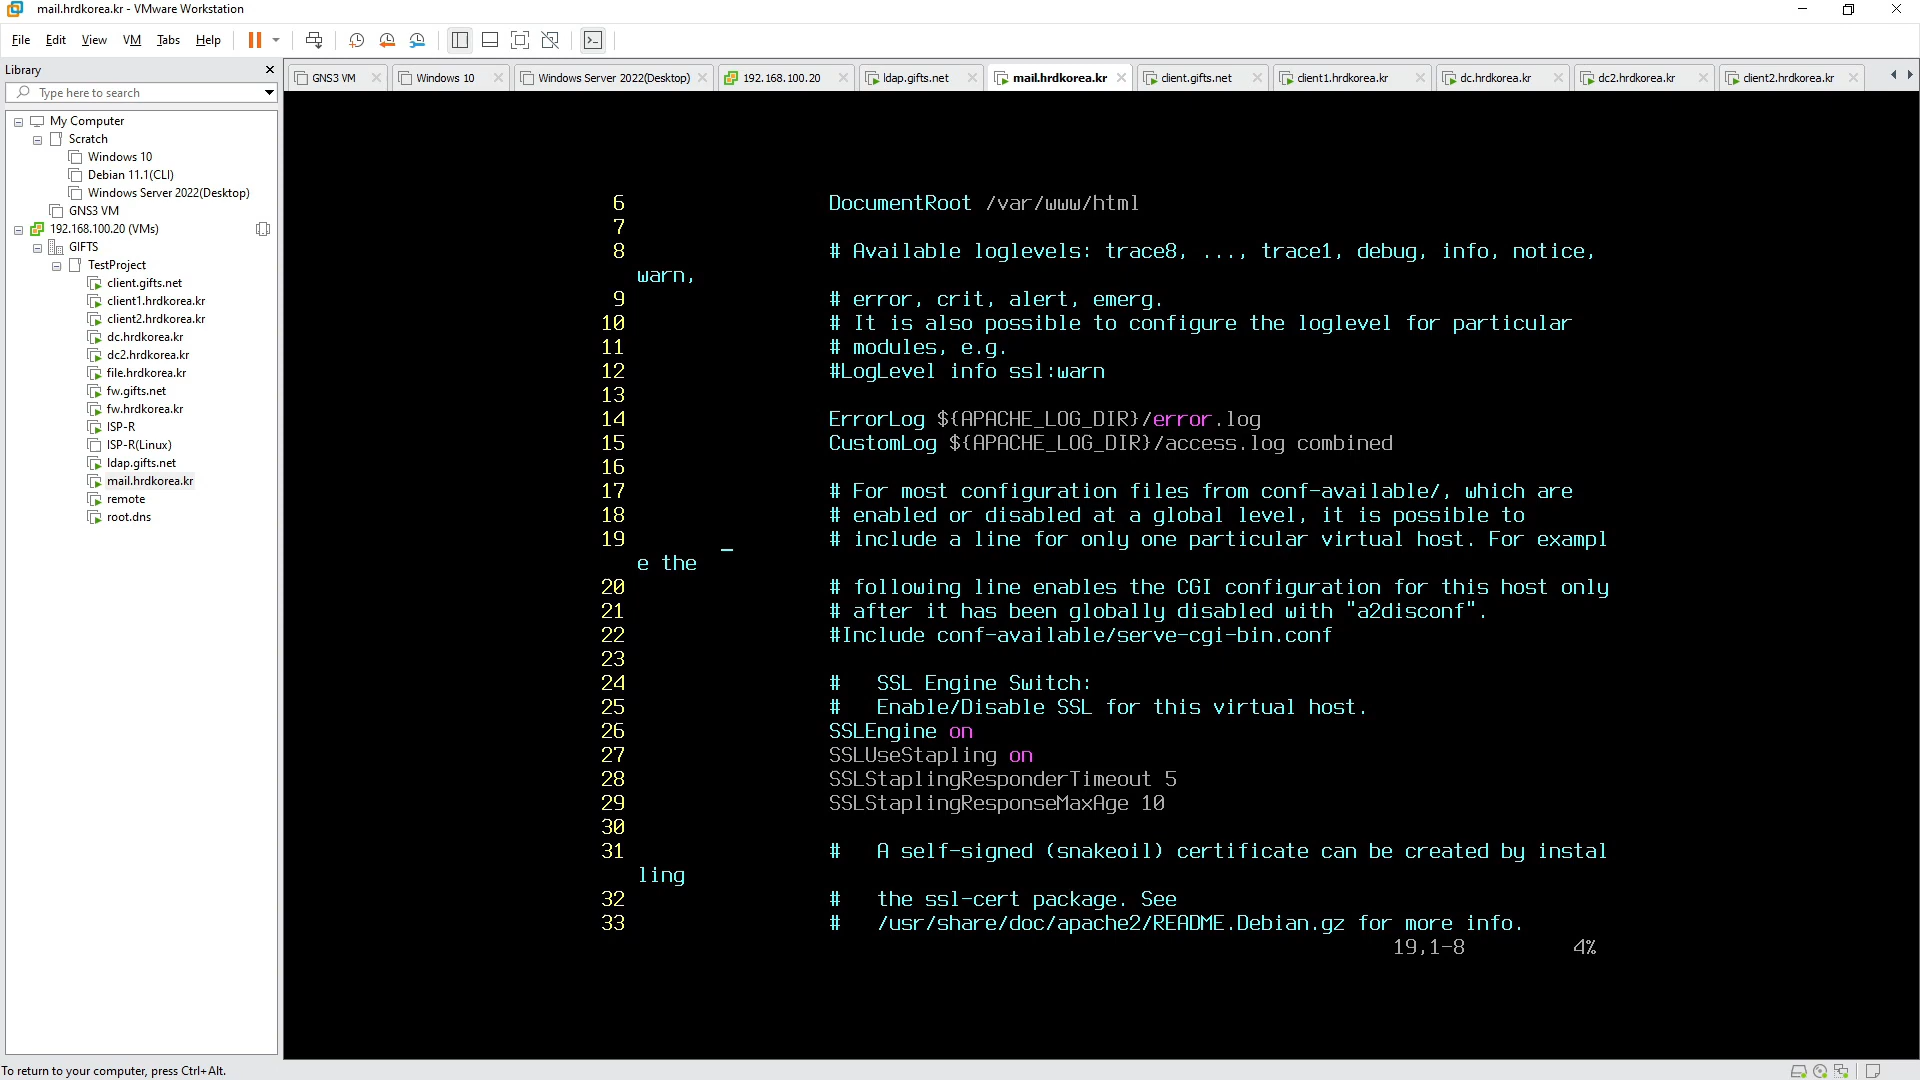 mail.hrdkorea.kr - VMware Workstation
File Edit View VM Tabs Help
Library
Type here to search
My Computer
Scratch
Windows 10
Debian 11.1(CLI)
Windows Server 2022(Desktop)
GNS3 VM
192.168.100.20 (VMs)
GIFTS
TestProject
client.gifts.net
client1.hrdkorea.kr
client2.hrdkorea.kr
dc.hrdkorea.kr
dc2.hrdkorea.kr
file.hrdkorea.kr
fw.gifts.net
fw.hrdkorea.kr
ISP-R
ISP-R(Linux)
ldap.gifts.net
mail.hrdkorea.kr
remote
root.dns
GNS3 VM Windows 10 Windows Server 2022(Desktop) 192.168.100.20 ldap.gifts.net mail.hrdkorea.kr client.gifts.net client1.hrdkorea.kr dc.hrdkorea.kr dc2.hrdkorea.kr client2.hrdkorea.kr
6 DocumentRoot /var/www/html
7
8 # Available loglevels: trace8, ..., trace1, debug, info, notice,
warn,
9 # error, crit, alert, emerg.
10 # It is also possible to configure the loglevel for particular
11 # modules, e.g.
12 #LogLevel info ssl:warn
13
14 ErrorLog ${APACHE_LOG_DIR}/error.log
15 CustomLog ${APACHE_LOG_DIR}/access.log combined
16
17 # For most configuration files from conf-available/, which are
18 # enabled or disabled at a global level, it is possible to
19 # include a line for only one particular virtual host. For exampl
e the
20 # following line enables the CGI configuration for this host only
21 # after it has been globally disabled with "a2disconf".
22 #Include conf-available/serve-cgi-bin.conf
23
24 # SSL Engine Switch:
25 # Enable/Disable SSL for this virtual host.
26 SSLEngine on
27 SSLUseStapling on
28 SSLStaplingResponderTimeout 5
29 SSLStaplingResponseMaxAge 10
30
31 # A self-signed (snakeoil) certificate can be created by instal
ling
32 # the ssl-cert package. See
33 # /usr/share/doc/apache2/README.Debian.gz for more info.
19,1-8 4%
To return to your computer, press Ctrl+Alt.